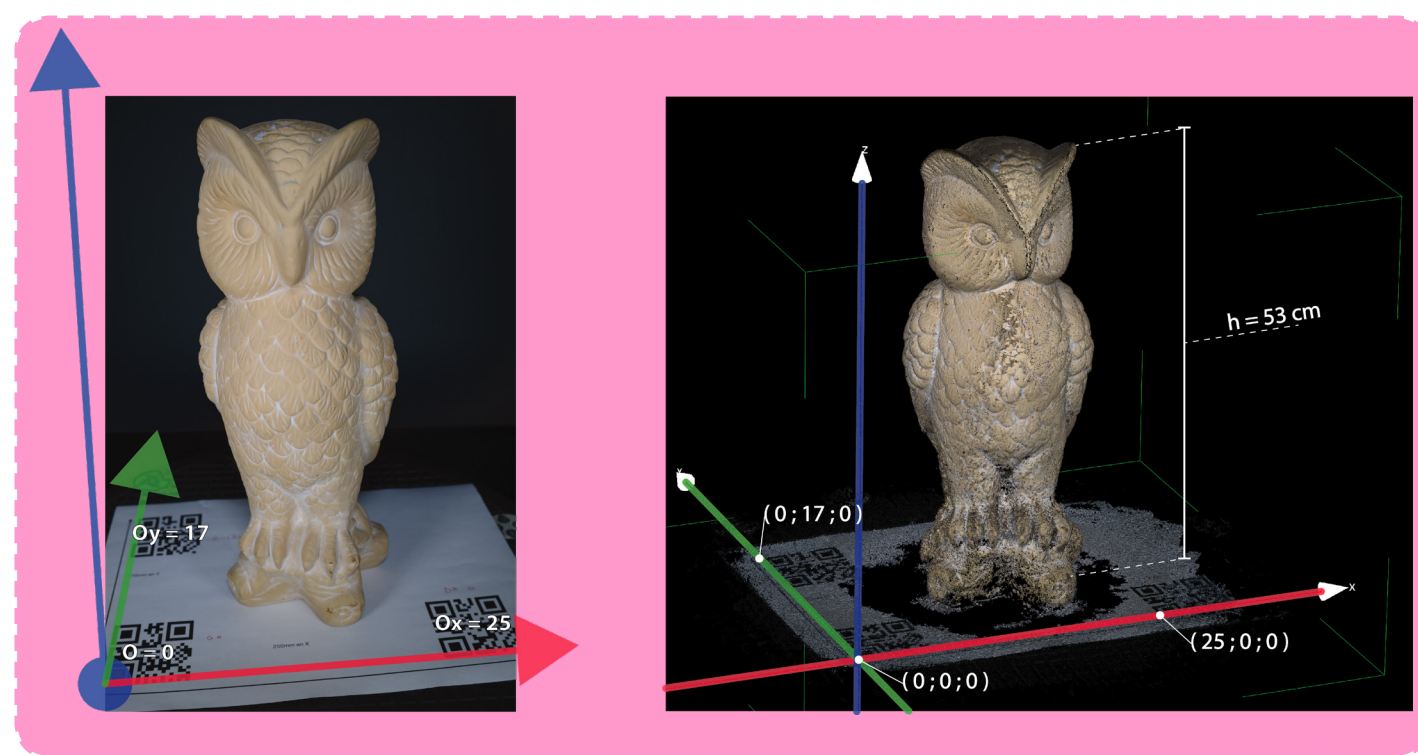 Oy = 17
O = 0
Ox = 25
z
h = 53 cm
(0;17;0)
x
(25;0;0)
(0;0;0)